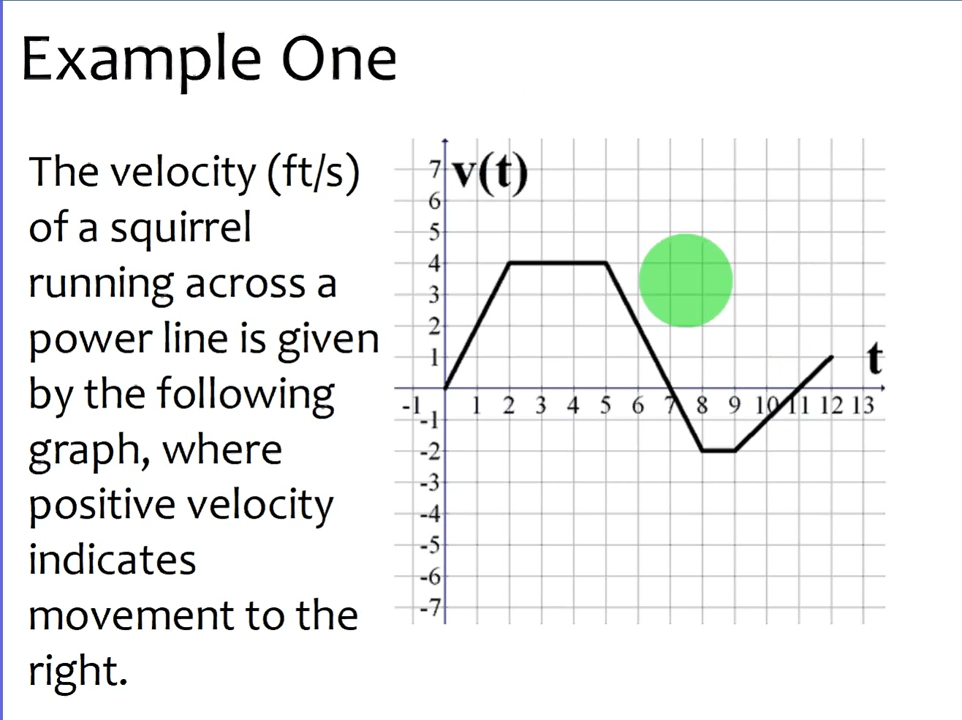 Example One
The velocity (ft/s)
of a squirrel
running across a
power line is given
by the following
graph, where
positive velocity
indicates
movement to the
right.
v(t)
7
6
5
4
3
2
1
t
-1 1 2 3 4 5 6 7 8 9 10 11 12 13
-1
-2
-3
-4
-5
-6
-7